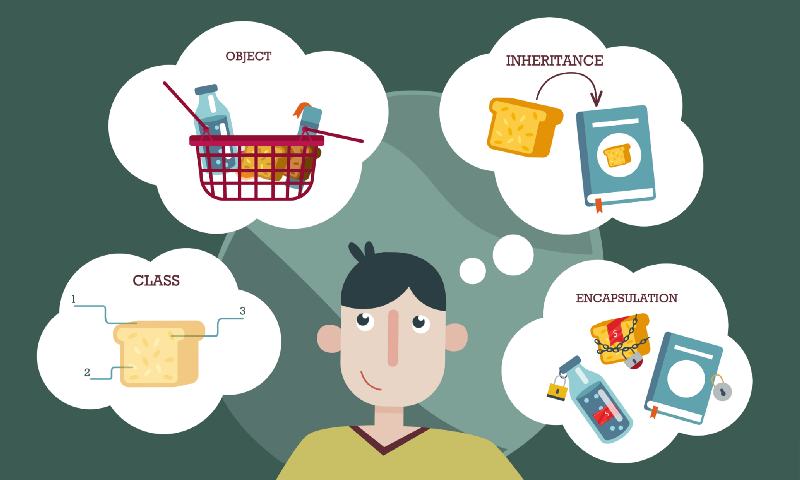 OBJECT
INHERITANCE
CLASS
1
3
2
ENCAPSULATION